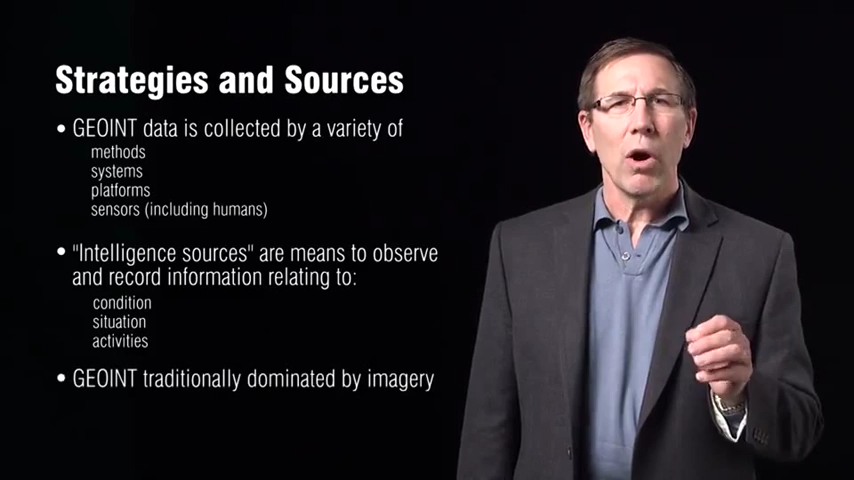 Strategies and Sources
• GEOINT data is collected by a variety of
methods
systems
platforms
sensors (including humans)
• "Intelligence sources" are means to observe
and record information relating to:
condition
situation
activities
• GEOINT traditionally dominated by imagery